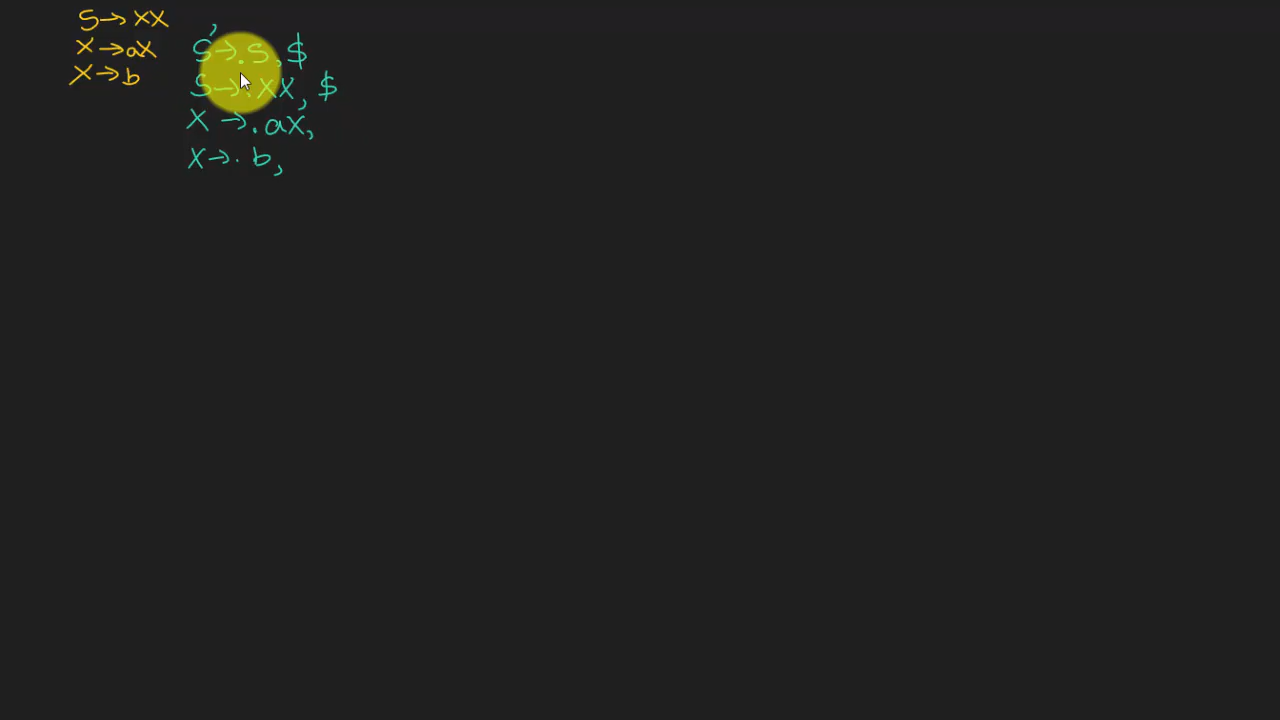 S→XX
X→aX
X→b
S'→.S,$
S→.XX,$
X→.aX,
X→.b,